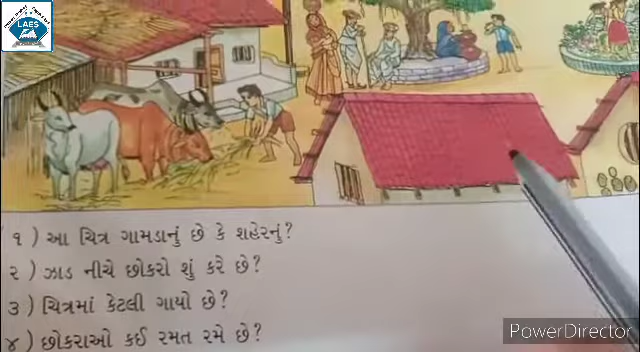 LAES
૧ ) આ ચિત્ર ગામડાનું છે કે શહેરનું?
૨ ) ઝાડ નીચે છોકરો શું કરે છે?
૩ ) ચિત્રમાં કેટલી ગાયો છે?
૪ ) છોકરાઓ કઈ રમત રમે છે?
PowerDirector